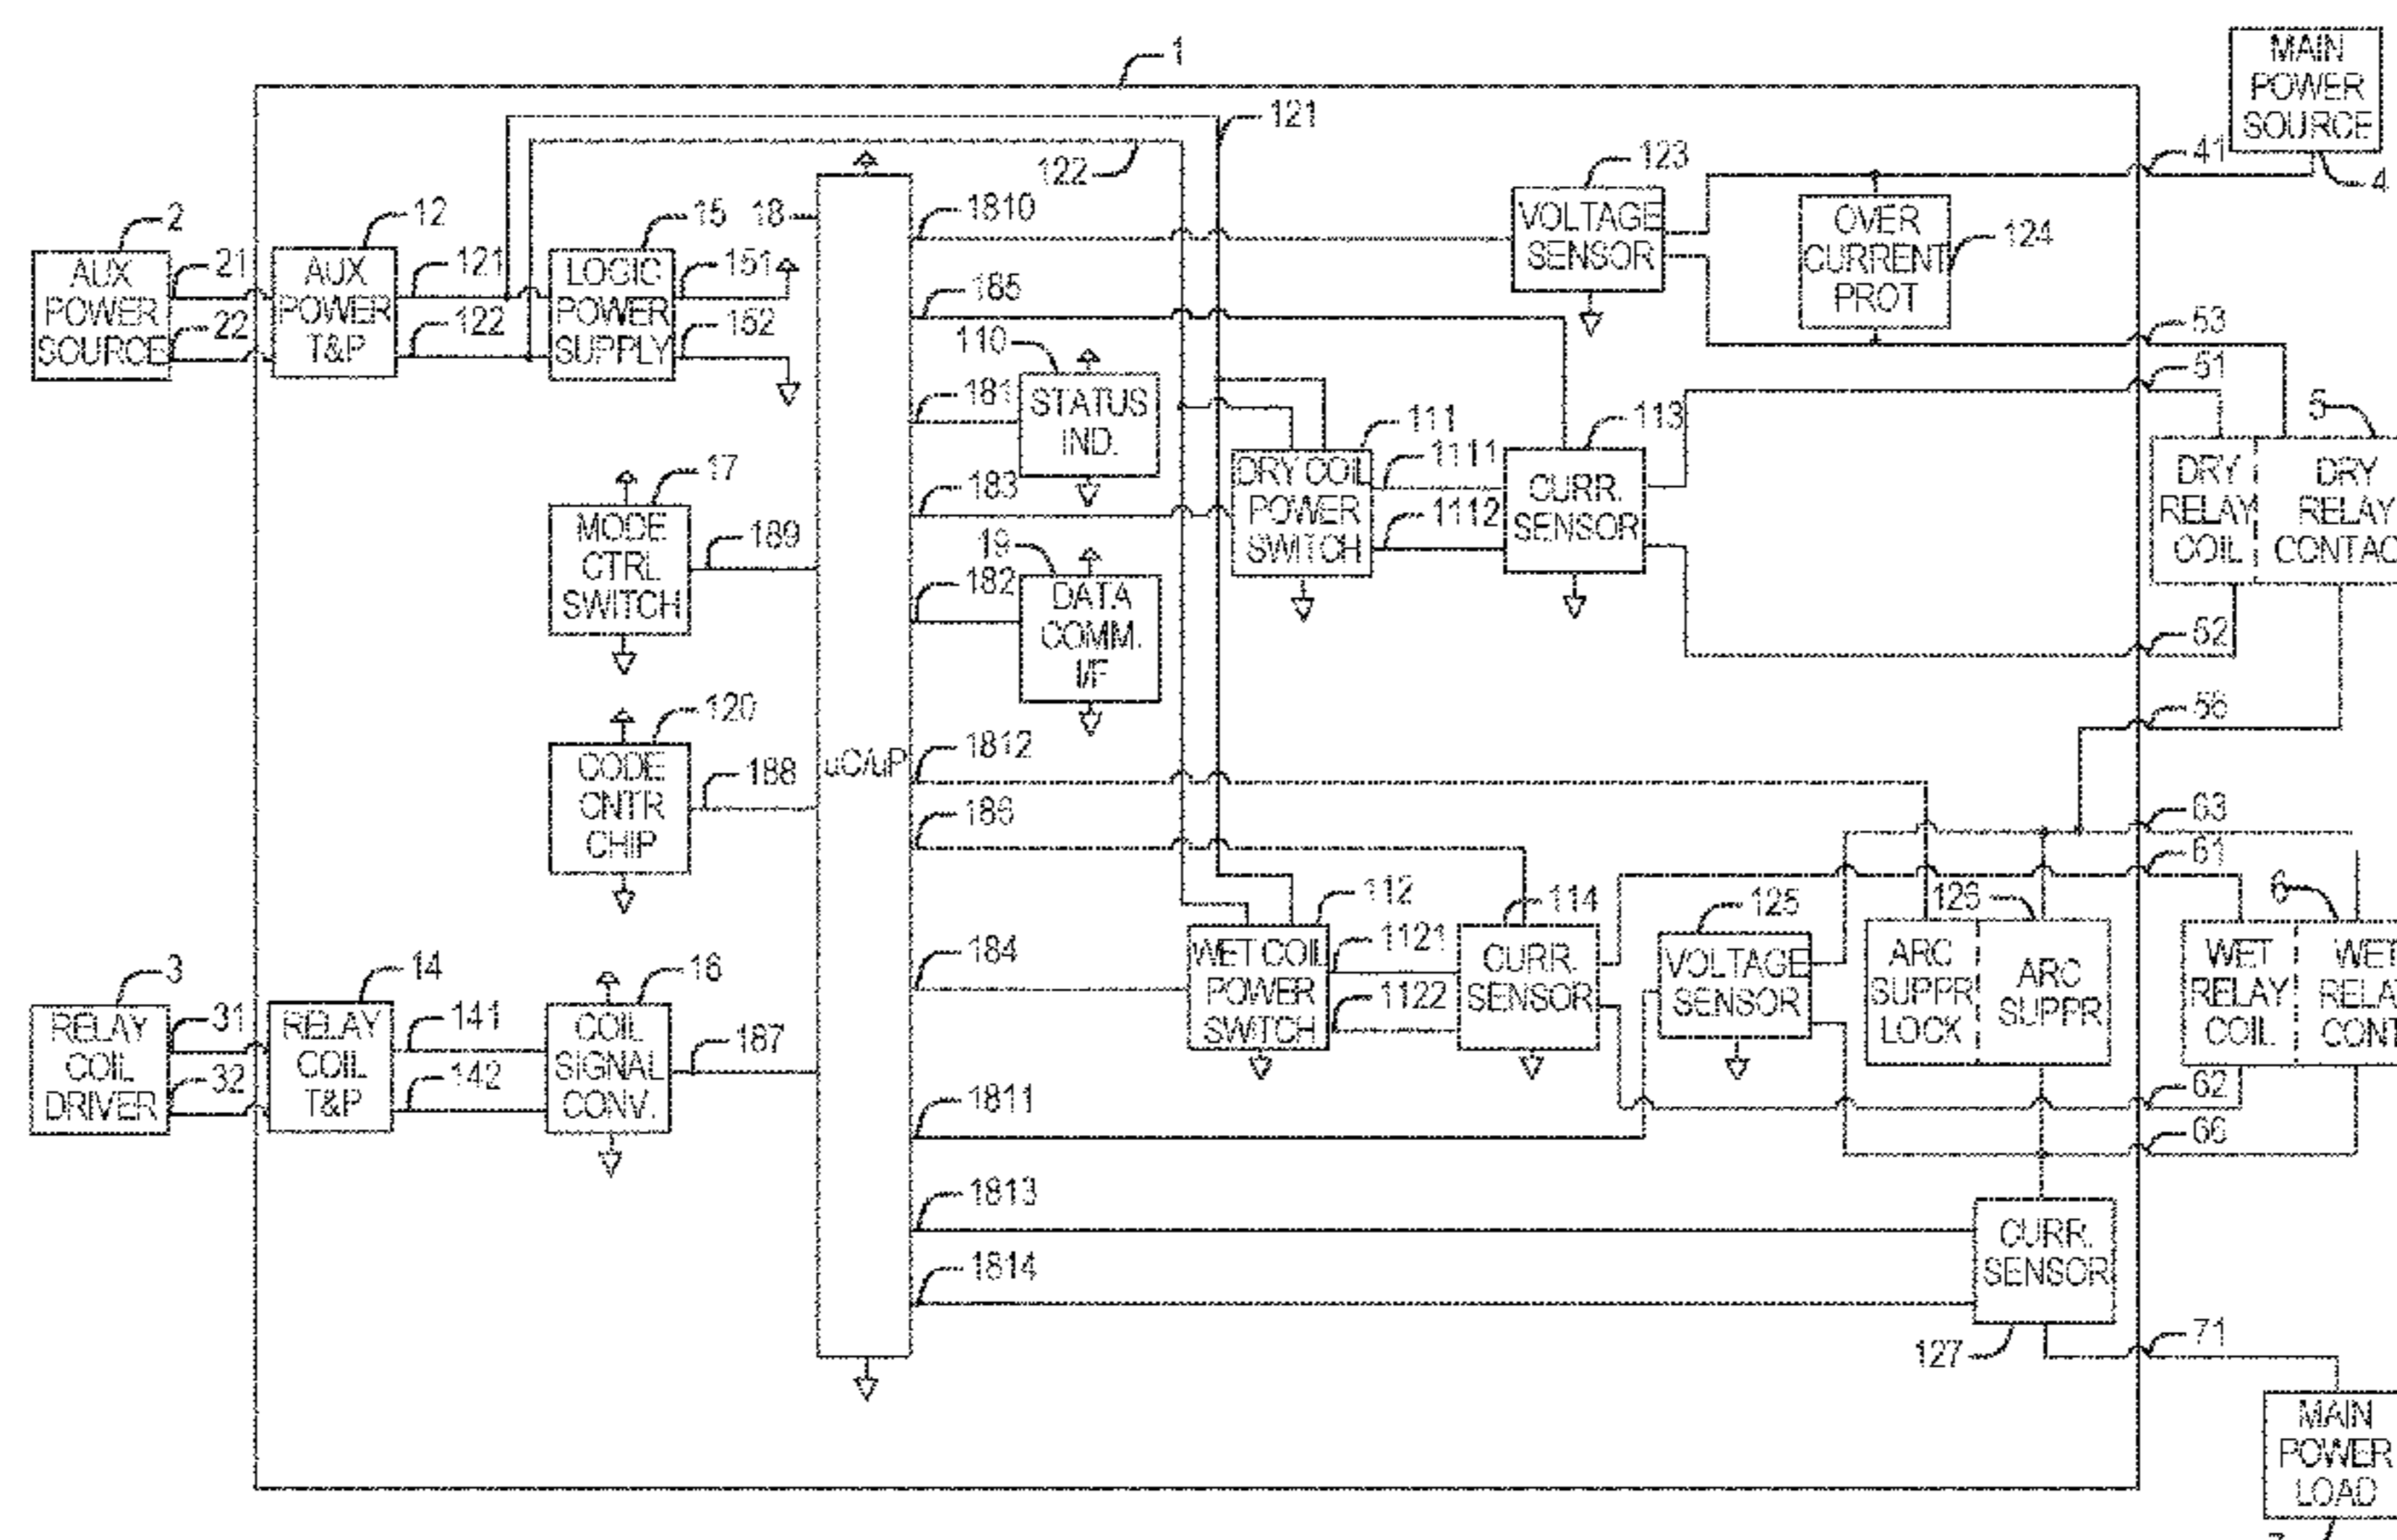 1
MAIN
POWER
SOURCE
4
41
121
122
123
VOLTAGE
SENSOR
OVER
CURRENT
PROT
124
2
AUX
POWER
SOURCE
21
22
12
AUX
POWER
T&P
121
122
15
LOGIC
POWER
SUPPLY
151
152
18
uC/uP
1810
185
110
STATUS
IND.
181
183
19
DATA
COMM.
I/F
182
111
DRY COIL
POWER
SWITCH
1111
1112
113
CURR.
SENSOR
53
51
5
DRY
RELAY
COIL
DRY
RELAY
52
56
17
MODE
CTRL
SWITCH
189
120
CODE
CNTR
CHIP
188
1812
186
63
61
112
WET COIL
POWER
SWITCH
1121
1122
184
114
CURR.
SENSOR
125
VOLTAGE
SENSOR
126
ARC
SUPPR
LOCK
ARC
SUPPR
6
WET
RELAY
COIL
WET
62
66
3
RELAY
COIL
DRIVER
31
32
14
RELAY
COIL
T&P
141
142
16
COIL
SIGNAL
CONV.
187
1811
1813
1814
CURR.
SENSOR
127
71
MAIN
POWER
LOAD